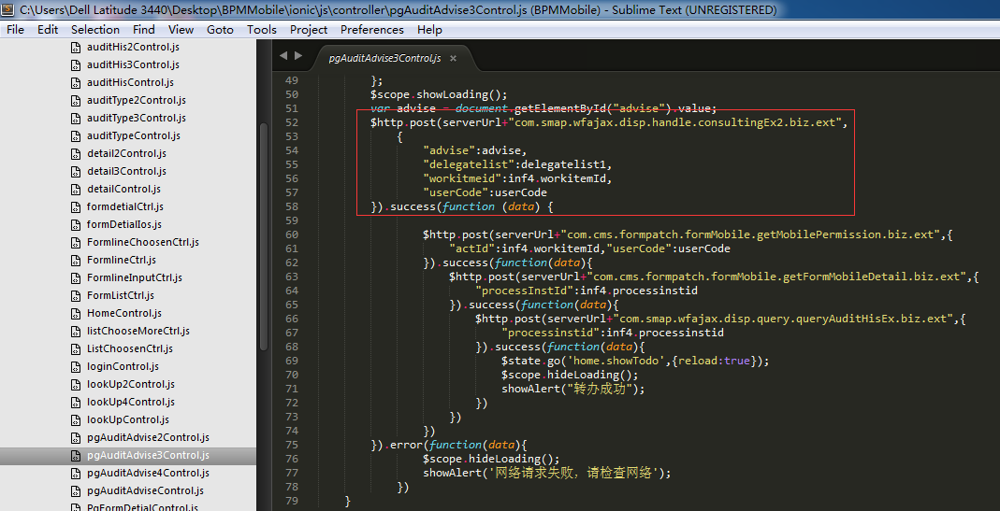 C:\Users\Dell Latitude 3440\Desktop\BPMMobile\ionic\js\controller\pgAuditAdvise3Control.js (BPMMobile) - Sublime Text (UNREGISTERED)
File Edit Selection Find View Goto Tools Project Preferences Help
auditHis2Control.js
auditHis3Control.js
auditHisControl.js
auditType2Control.js
auditType3Control.js
auditTypeControl.js
detail2Control.js
detail3Control.js
detailControl.js
formdetialCtrl.js
formDetialIos.js
FormlineChoosenCtrl.js
FormlineCtrl.js
FormlineInputCtrl.js
FormListCtrl.js
HomeControl.js
listChooseMoreCtrl.js
ListChoosenCtrl.js
loginControl.js
lookUp2Control.js
lookUp4Control.js
lookUpControl.js
pgAuditAdvise2Control.js
pgAuditAdvise3Control.js
pgAuditAdvise4Control.js
pgAuditAdviseControl.js
PgFormDetialControl.js
pgAuditAdvise3Control.js ×
49 };
50 $scope.showLoading();
51 var advise = document.getElementById("advise").value;
52 $http.post(serverUrl+"com.smap.wfajax.disp.handle.consultingEx2.biz.ext",
53 {
54 "advise":advise,
55 "delegatelist":delegatelist1,
56 "workitmeid":inf4.workitemId,
57 "userCode":userCode
58 }).success(function (data) {
59
60 $http.post(serverUrl+"com.cms.formpatch.formMobile.getMobilePermission.biz.ext",{
61 "actId":inf4.workitemId,"userCode":userCode
62 }).success(function(data){
63 $http.post(serverUrl+"com.cms.formpatch.formMobile.getFormMobileDetail.biz.ext",{
64 "processInstId":inf4.processinstid
65 }).success(function(data){
66 $http.post(serverUrl+"com.smap.wfajax.disp.query.queryAuditHisEx.biz.ext",{
67 "processinstid":inf4.processinstid
68 }).success(function(data){
69 $state.go('home.showTodo',{reload:true});
70 $scope.hideLoading();
71 showAlert("转办成功");
72 })
73 })
74 })
75 }).error(function(data){
76 $scope.hideLoading();
77 showAlert('网络请求失败，请检查网络');
78 })
79 }